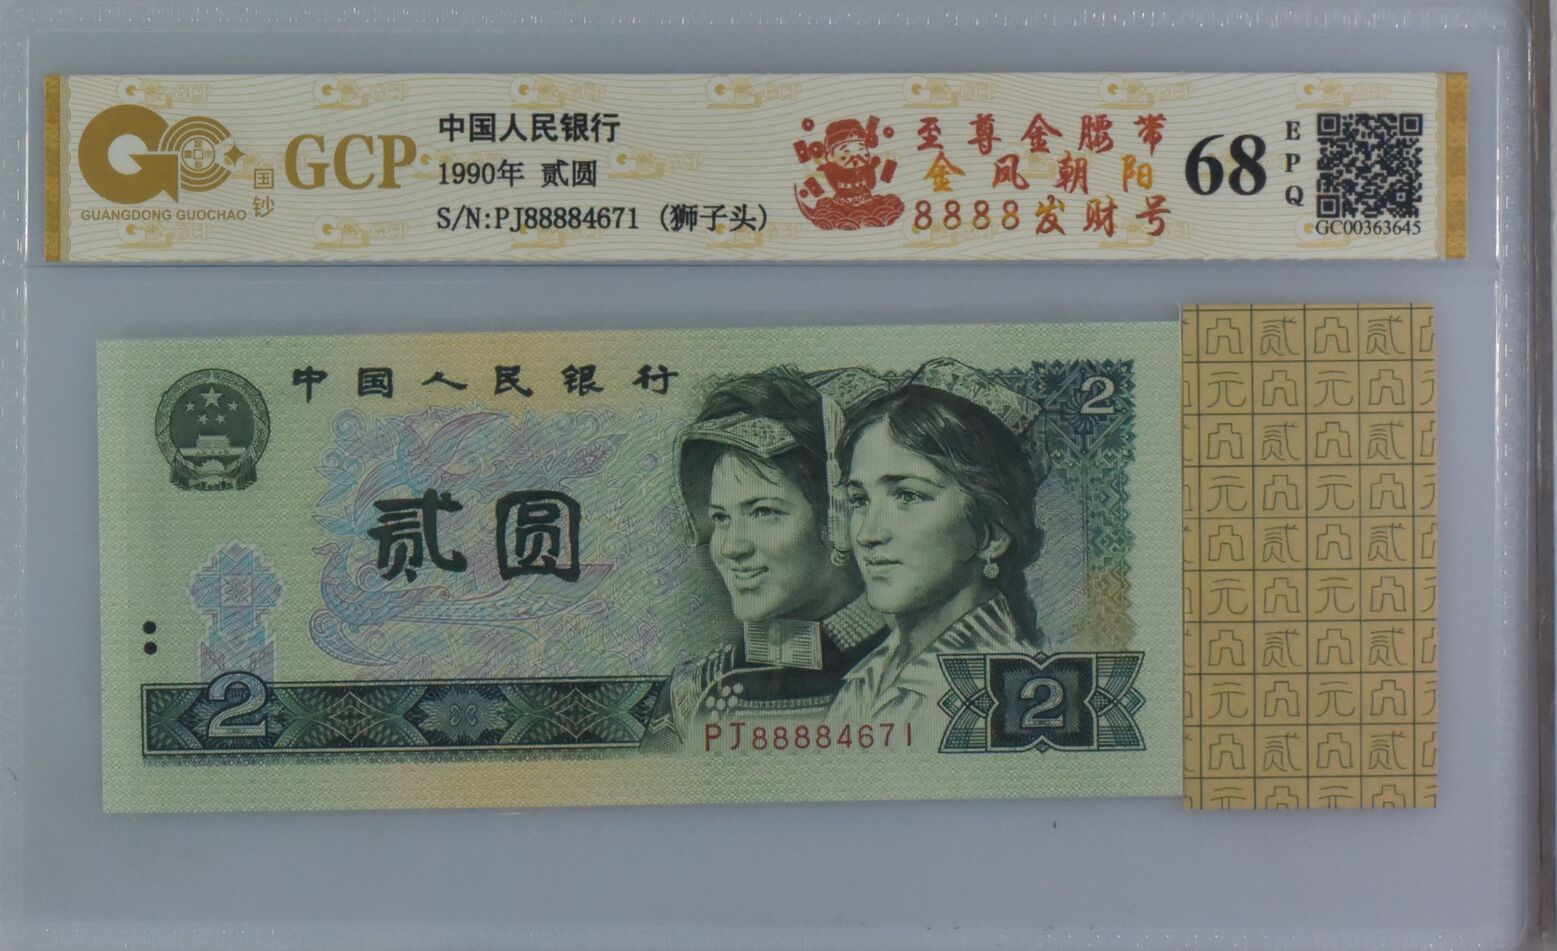 GUANGDONG GUOCHAO
国钞
GCP
中国人民银行
1990年 贰圆
S/N:PJ88884671 (狮子头)
至尊金腰带
金凤朝阳
8888发财号
68
EPQ
GC00363645
中国人民银行
贰圆
2
2
2
PJ88884671